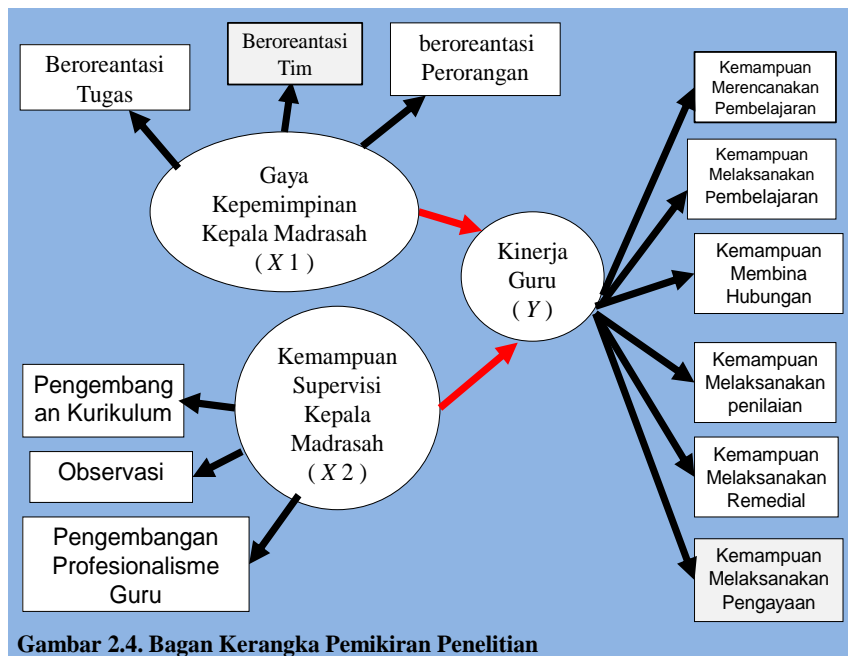 Beroreantasi
Tugas
Beroreantasi
Tim
beroreantasi
Perorangan
Gaya
Kepemimpinan
Kepala Madrasah
( X 1 )
Kemampuan
Supervisi
Kepala
Madrasah
( X 2 )
Pengembang
an Kurikulum
Observasi
Pengembangan
Profesionalisme
Guru
Kinerja
Guru
( Y )
Kemampuan
Merencanakan
Pembelajaran
Kemampuan
Melaksanakan
Pembelajaran
Kemampuan
Membina
Hubungan
Kemampuan
Melaksanakan
penilaian
Kemampuan
Melaksanakan
Remedial
Kemampuan
Melaksanakan
Pengayaan
Gambar 2.4. Bagan Kerangka Pemikiran Penelitian